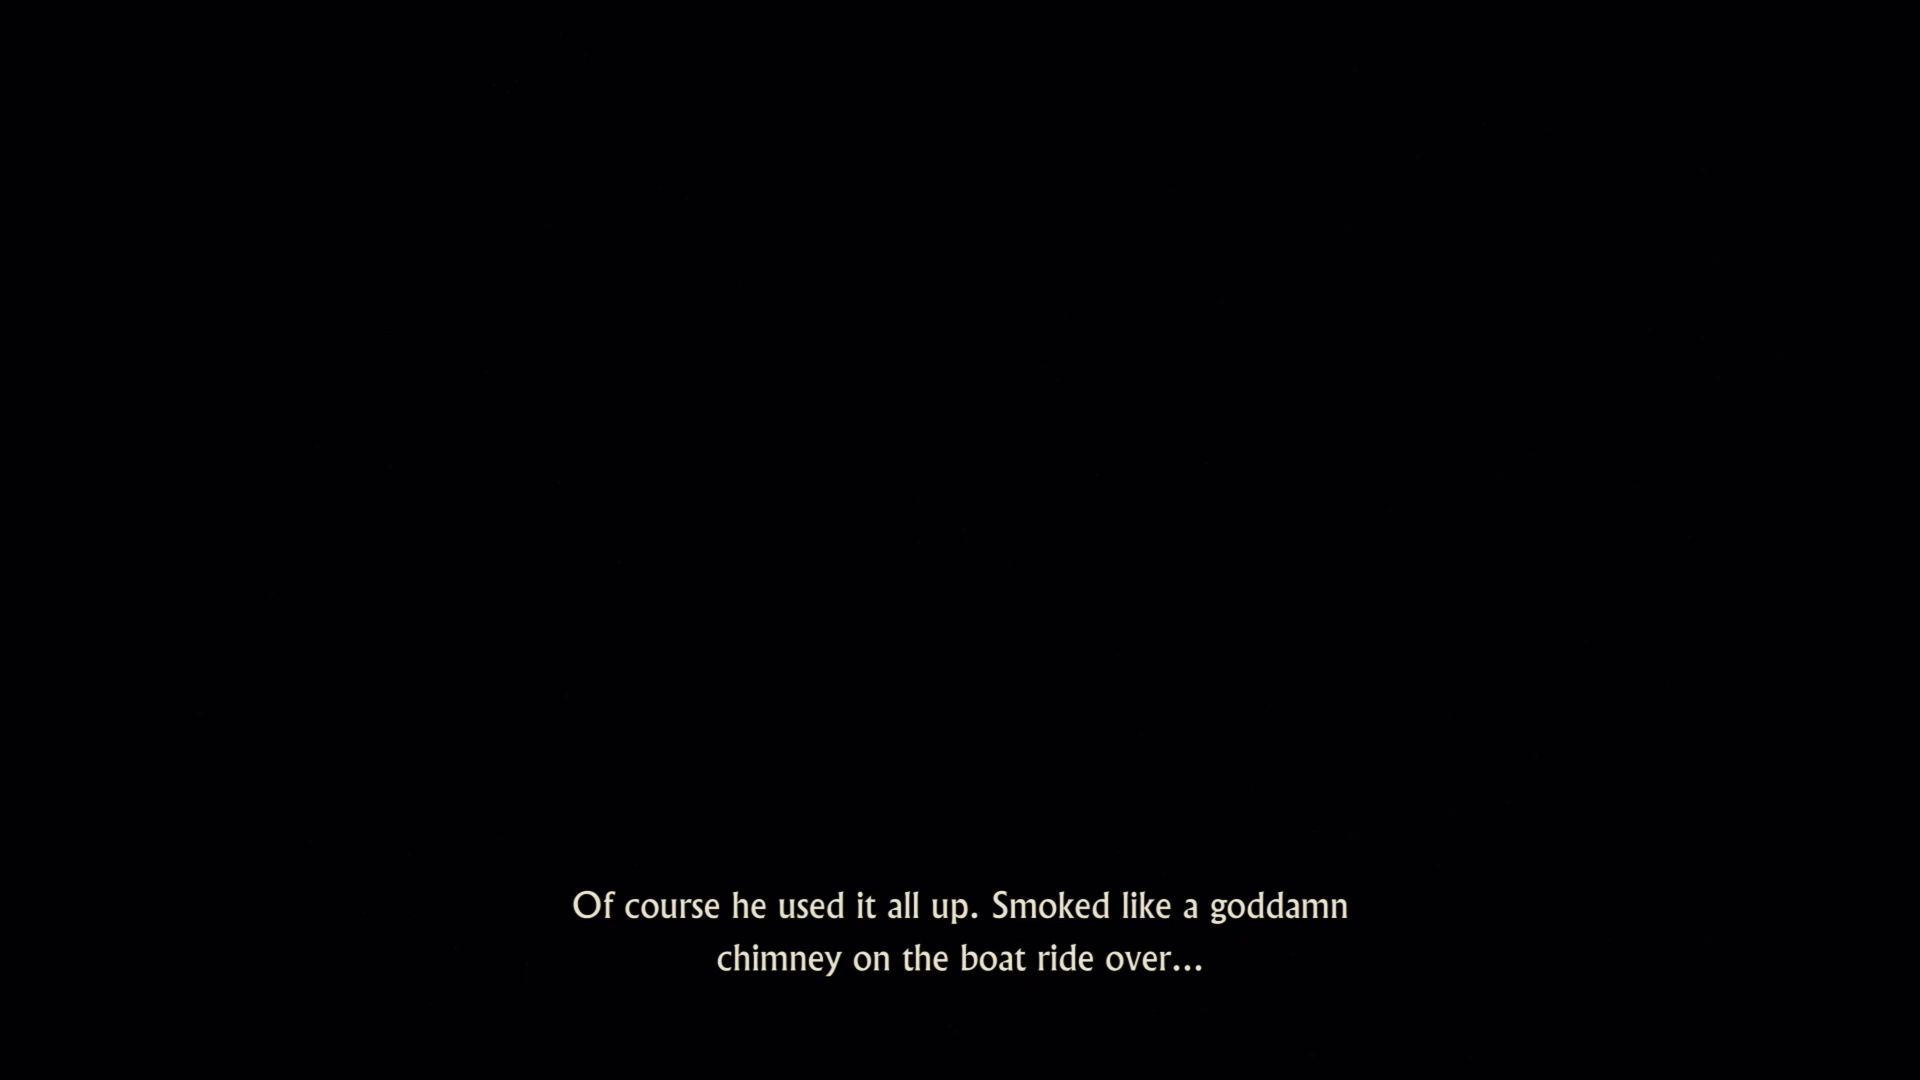 Of course he used it all up. Smoked like a goddamn
chimney on the boat ride over...